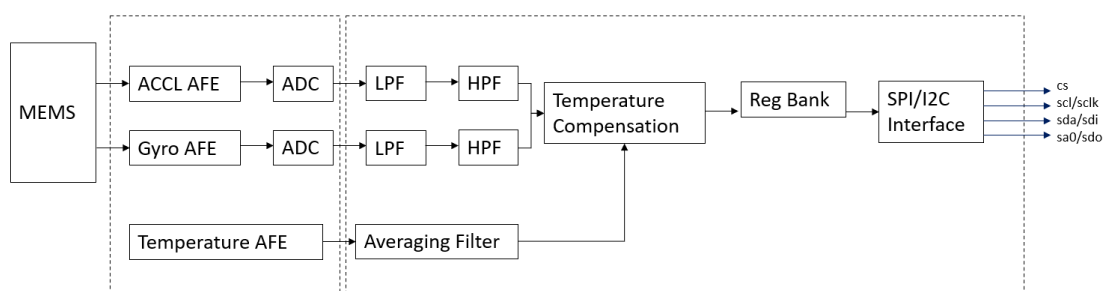 MEMS
ACCL AFE
ADC
LPF
HPF
Gyro AFE
ADC
LPF
HPF
Temperature AFE
Averaging Filter
Temperature
Compensation
Reg Bank
SPI/I2C
Interface
cs
scl/sclk
sda/sdi
sa0/sdo